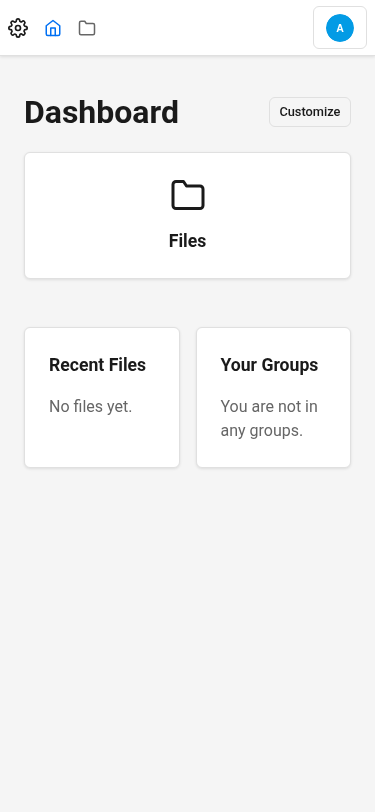 A
Dashboard
Customize
Files
Recent Files
No files yet.
Your Groups
You are not in
any groups.